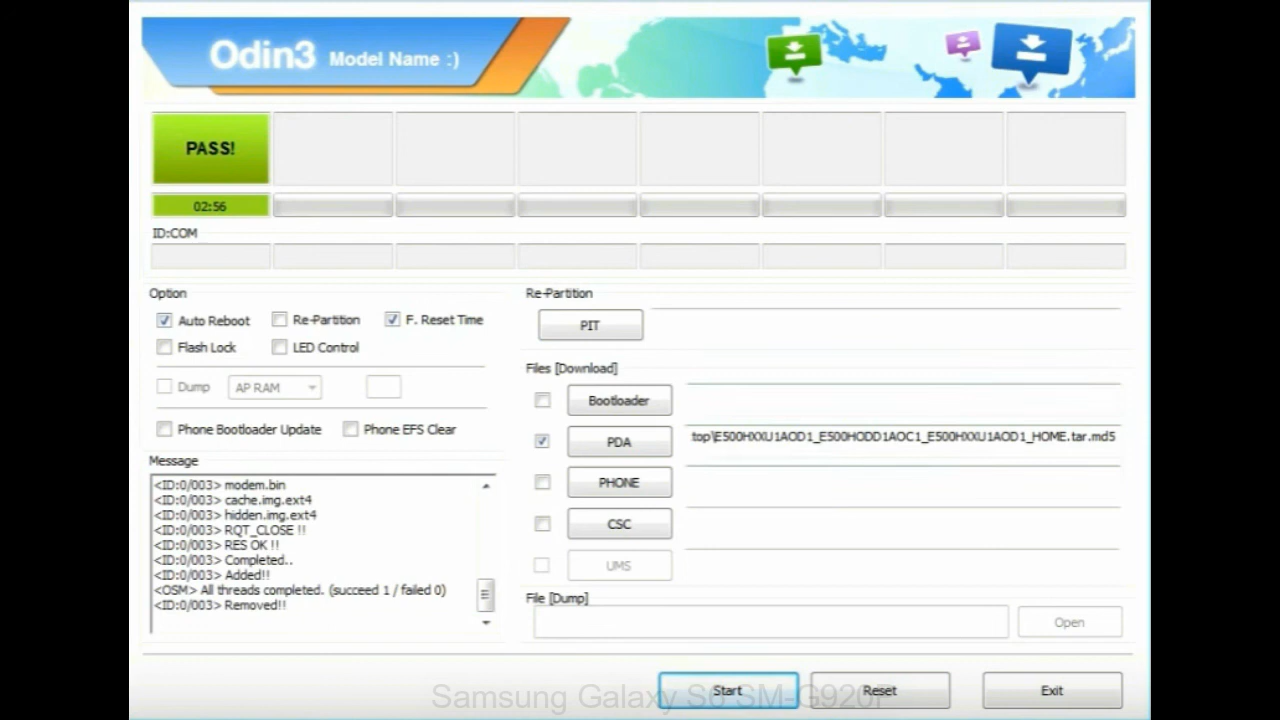 Odin3 Model Name :)
PASS!
02:56
ID:COM
Option
Auto Reboot Re-Partition F. Reset Time
Flash Lock LED Control
Dump AP RAM
Phone Bootloader Update Phone EFS Clear
Message
<ID:0/003> modem.bin
<ID:0/003> cache.img.ext4
<ID:0/003> hidden.img.ext4
<ID:0/003> RQT_CLOSE !!
<ID:0/003> RES OK !!
<ID:0/003> Completed..
<ID:0/003> Added!!
<OSM> All threads completed. (succeed 1 / failed 0)
<ID:0/003> Removed!!
Re-Partition
PIT
Files [Download]
Bootloader
PDA top\E500HXXU1AOD1_E500HODD1AOC1_E500HXXU1AOD1_HOME.tar.md5
PHONE
CSC
UMS
File [Dump]
Open
Start Reset Exit
Samsung Galaxy S6 SM-G920F